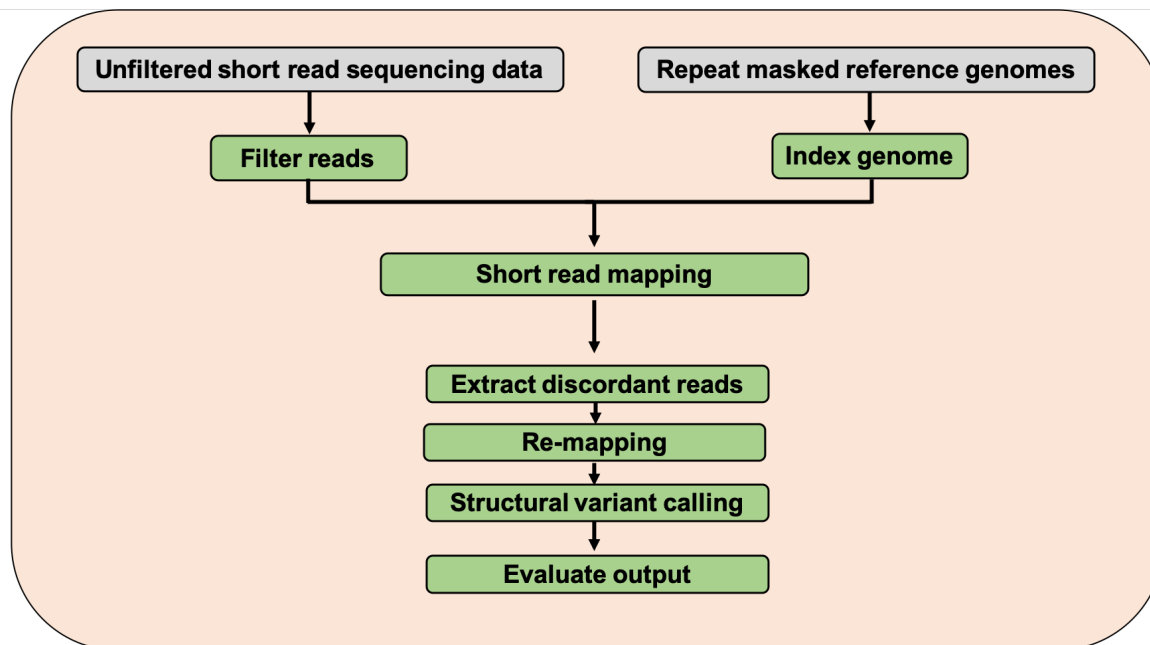 Unfiltered short read sequencing data
Repeat masked reference genomes
Filter reads
Index genome
Short read mapping
Extract discordant reads
Re-mapping
Structural variant calling
Evaluate output